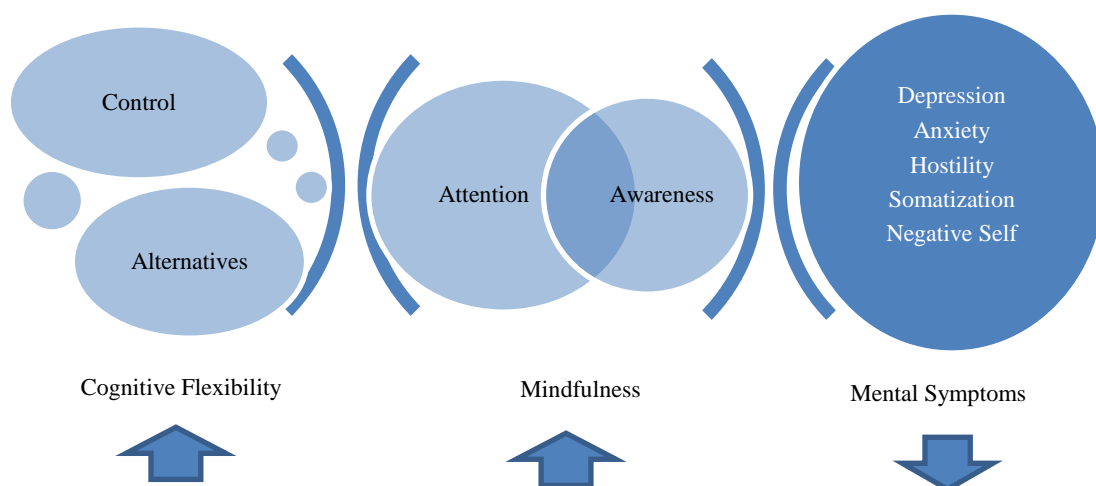 Control
Alternatives
Attention
Awareness
Depression
Anxiety
Hostility
Somatization
Negative Self
Cognitive Flexibility
Mindfulness
Mental Symptoms